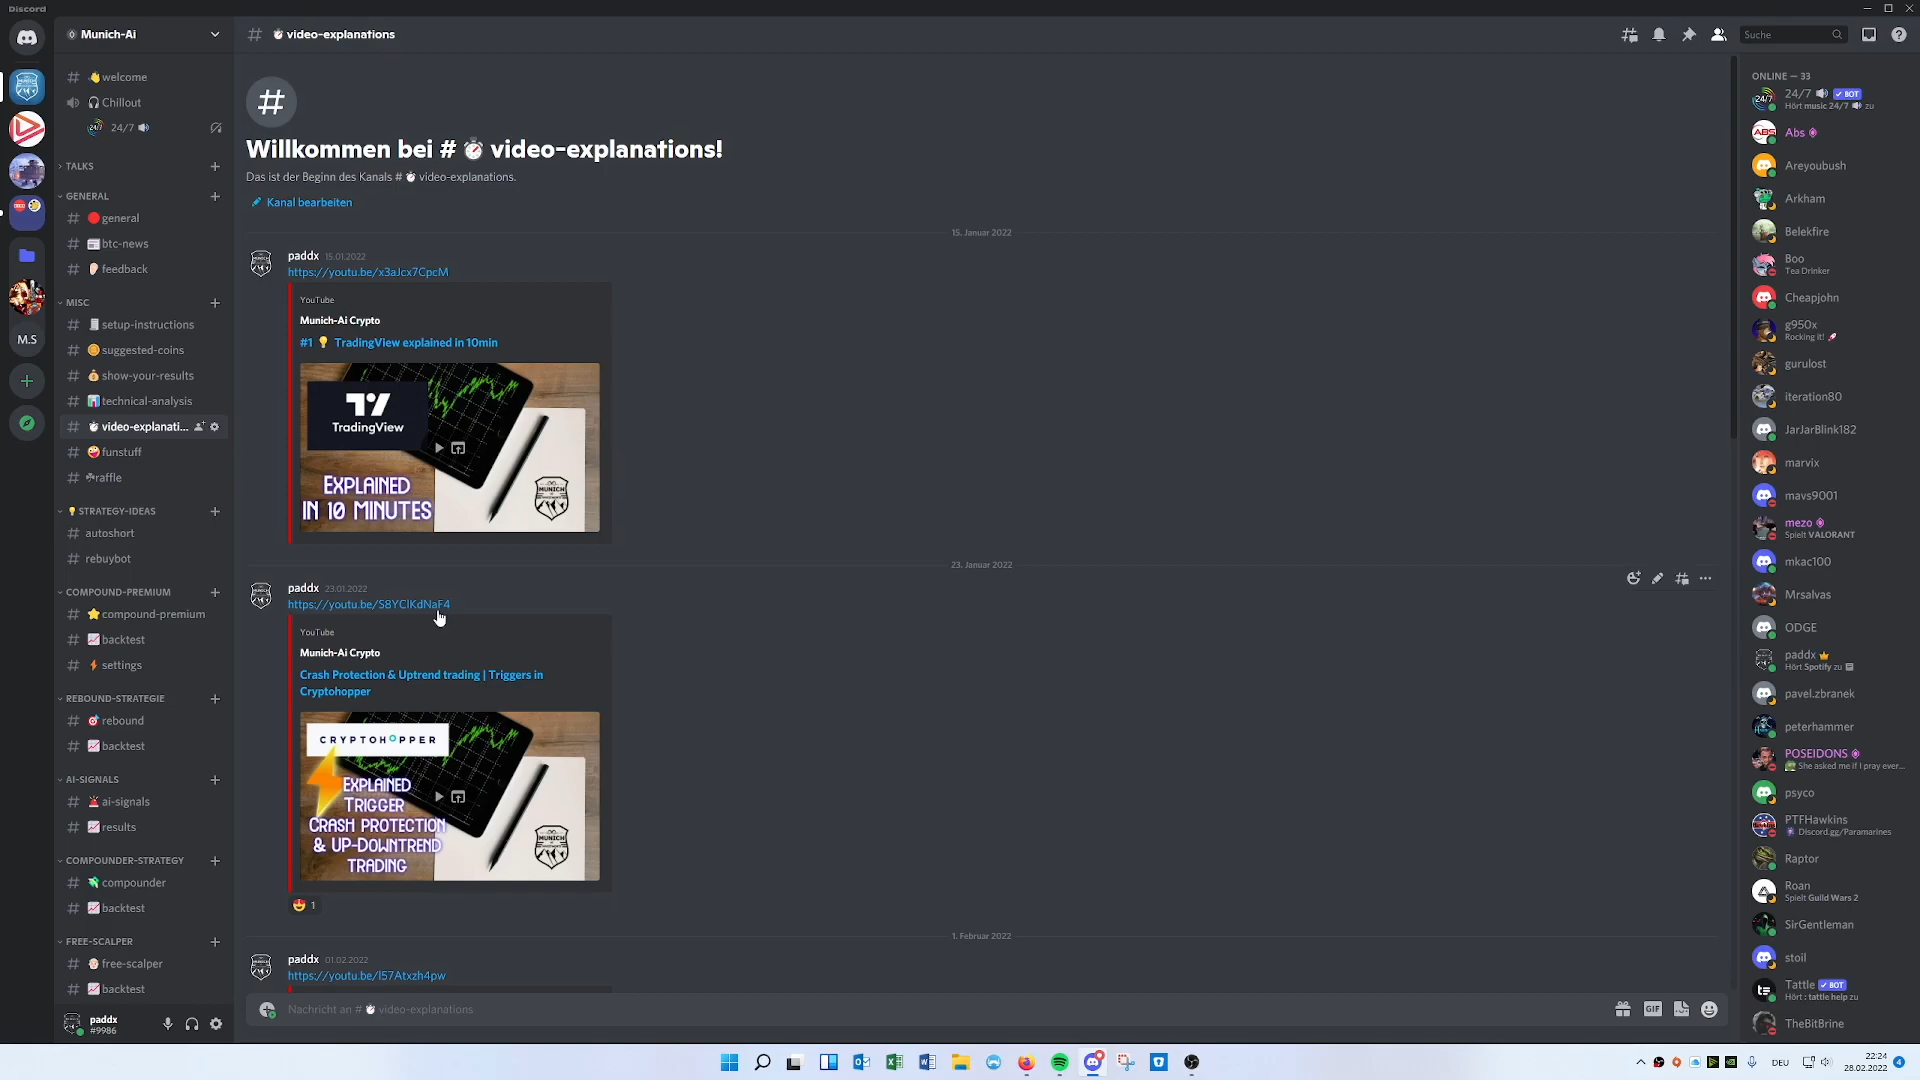 Discord
Munich-Ai
welcome
Chillout
24/7
TALKS
GENERAL
general
btc-news
feedback
MISC
setup-instructions
suggested-coins
show-your-results
technical-analysis
video-explanati...
funstuff
raffle
STRATEGY-IDEAS
autoshort
rebuybot
COMPOUND-PREMIUM
compound-premium
backtest
settings
REBOUND-STRATEGIE
rebound
backtest
AI-SIGNALS
ai-signals
results
COMPOUNDER-STRATEGY
compounder
backtest
FREE-SCALPER
free-scalper
backtest
paddx
#9986
M.S
# video-explanations
Suche
#
Willkommen bei # ⏱ video-explanations!
Das ist der Beginn des Kanals # ⏱ video-explanations.
Kanal bearbeiten
15. Januar 2022
paddx 15.01.2022
https://youtu.be/x3aJcx7CpcM
YouTube
Munich-Ai Crypto
#1 💡 TradingView explained in 10min
TradingView
EXPLAINED
IN 10 MINUTES
MUNICH
23. Januar 2022
paddx 23.01.2022
https://youtu.be/S8YClKdNaF4
YouTube
Munich-Ai Crypto
Crash Protection & Uptrend trading | Triggers in
Cryptohopper
CRYPTOHOPPER
EXPLAINED
TRIGGER
CRASH PROTECTION
& UP-DOWNTREND
TRADING
MUNICH
😍 1
1. Februar 2022
paddx 01.02.2022
https://youtu.be/l57Atxzh4pw
Nachricht an # ⏱ video-explanations
GIF
ONLINE — 33
24/7 ✓ BOT
Hört music 24/7 zu
Abs
Areyoubush
Arkham
Belekfire
Boo
Tea Drinker
Cheapjohn
g950x
Rocking it! 🚀
gurulost
iteration80
JarJarBlink182
marvix
mavs9001
mezo
Spielt VALORANT
mkac100
Mrsalvas
ODGE
paddx
Hört Spotify zu
pavel.zbranek
peterhammer
POSEIDONS
She asked me if I pray ever...
psyco
PTFHawkins
Discord.gg/Paramarines
Raptor
Roan
Spielt Guild Wars 2
SirGentleman
stoil
Tattle ✓ BOT
Hört : tattle help zu
TheBitBrine
DEU
22:24
28.02.2022
4